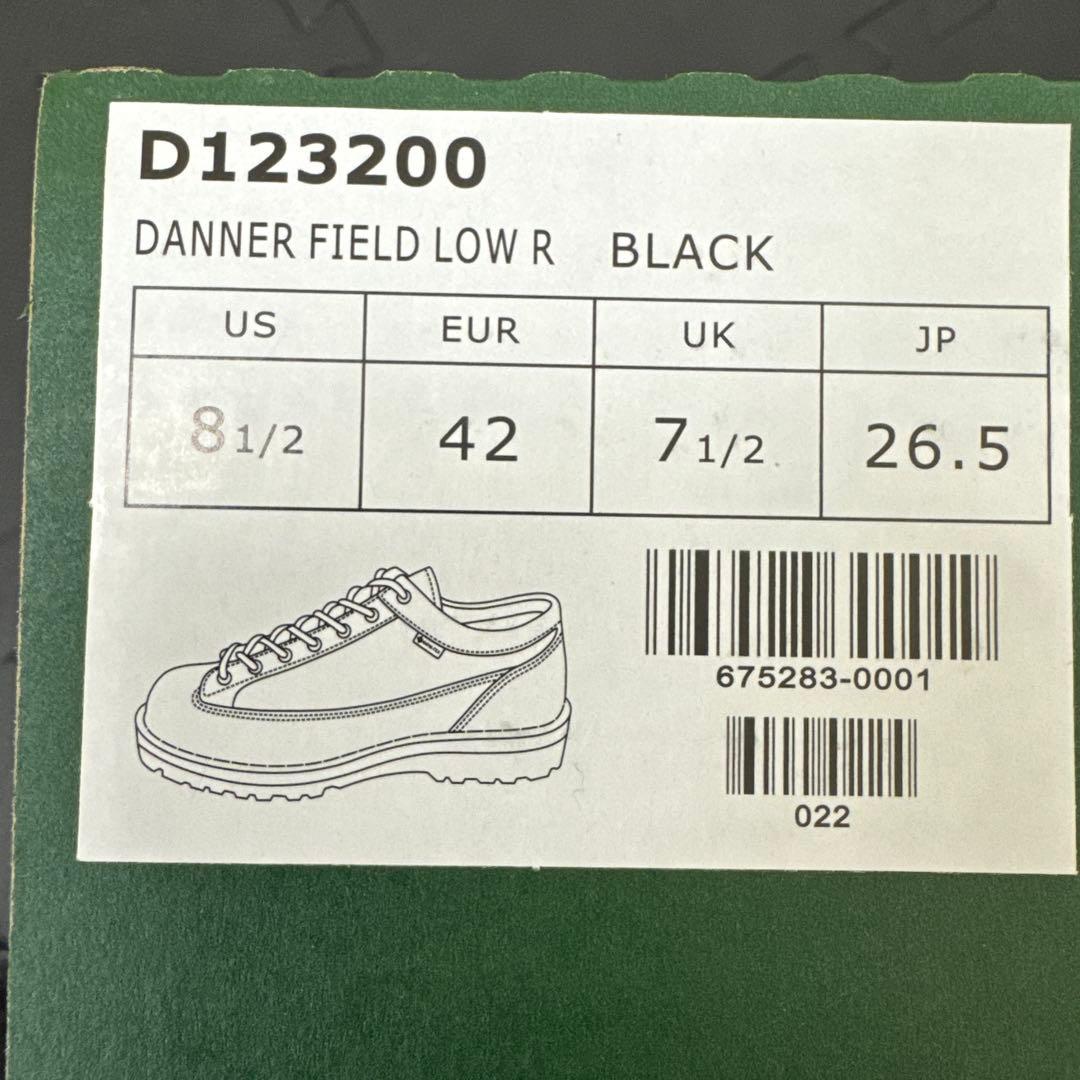 D123200
DANNER FIELD LOW R BLACK
US EUR UK JP
8 1/2 42 7 1/2 26.5
675283-0001
022